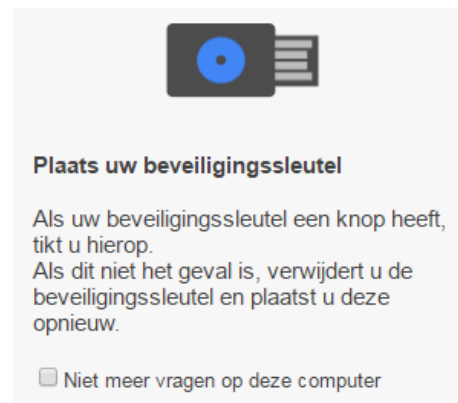 Plaats uw beveiligingssleutel
Als uw beveiligingssleutel een knop heeft,
tikt u hierop.
Als dit niet het geval is, verwijdert u de
beveiligingssleutel en plaatst u deze
opnieuw.
Niet meer vragen op deze computer